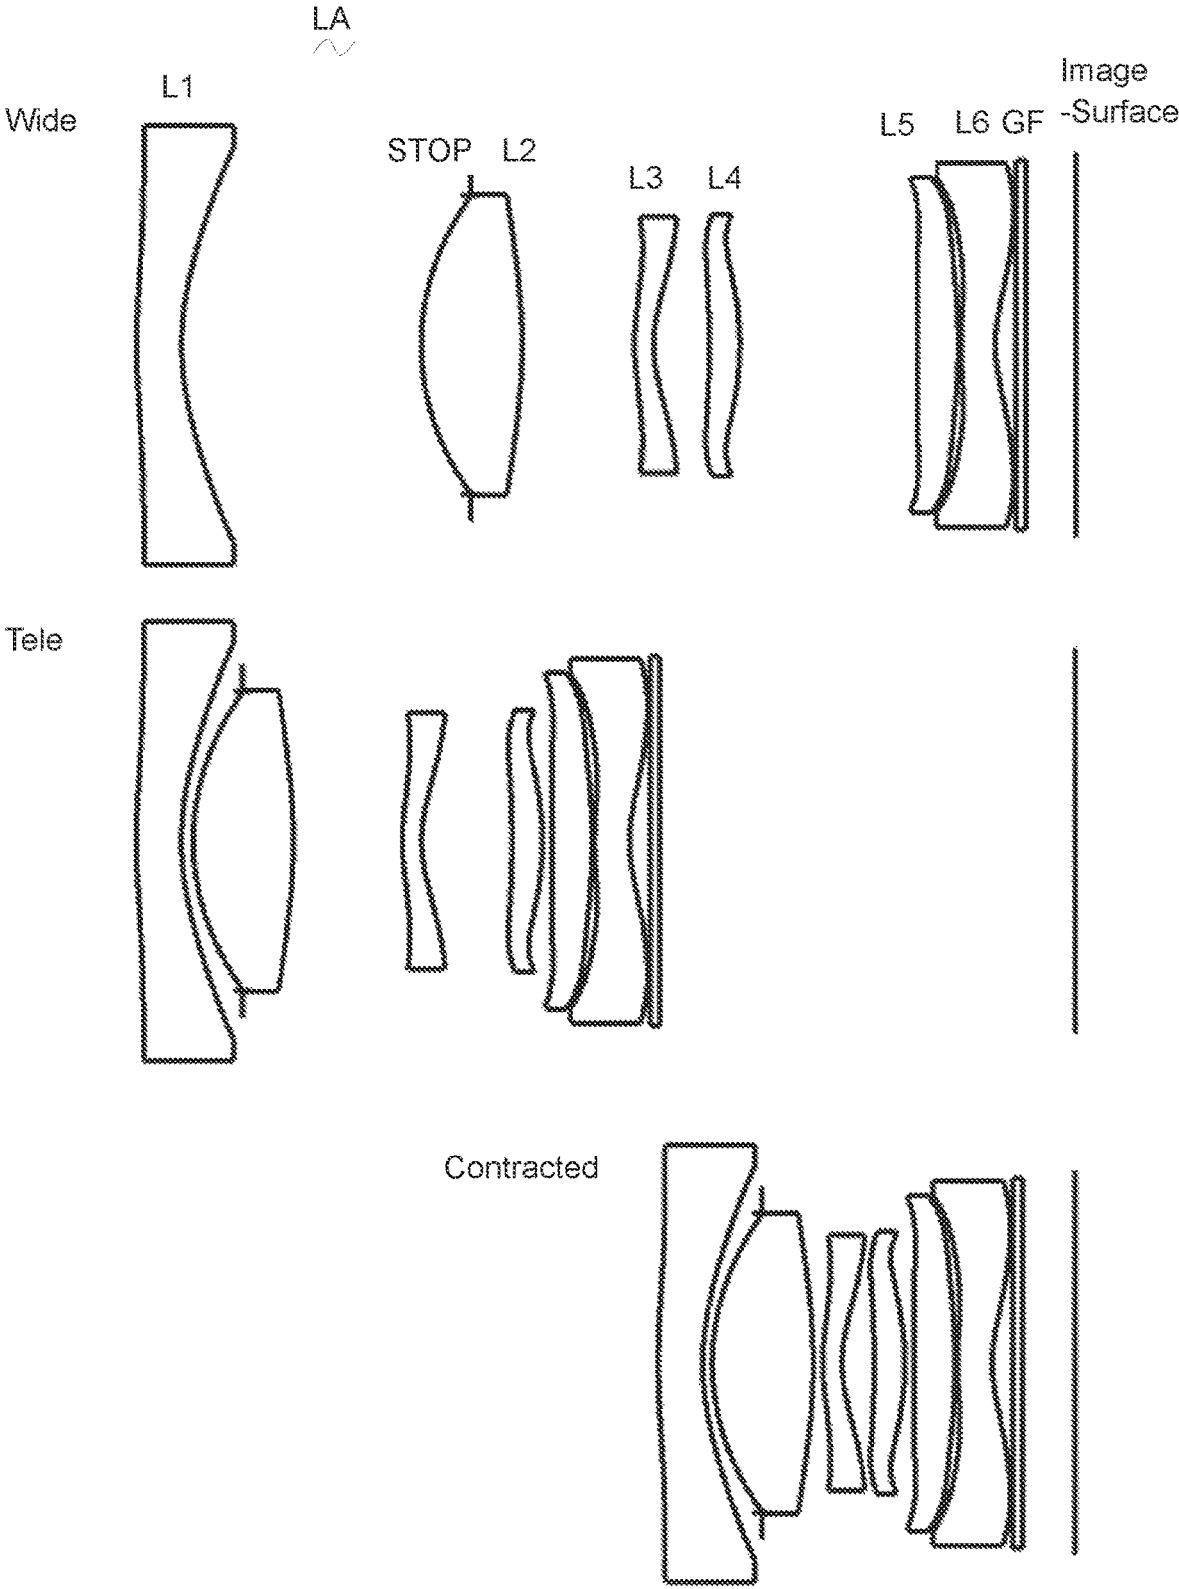 LA
Image
-Surface
L1
Wide
L5 L6 GF
STOP L2
L3 L4
Tele
Contracted